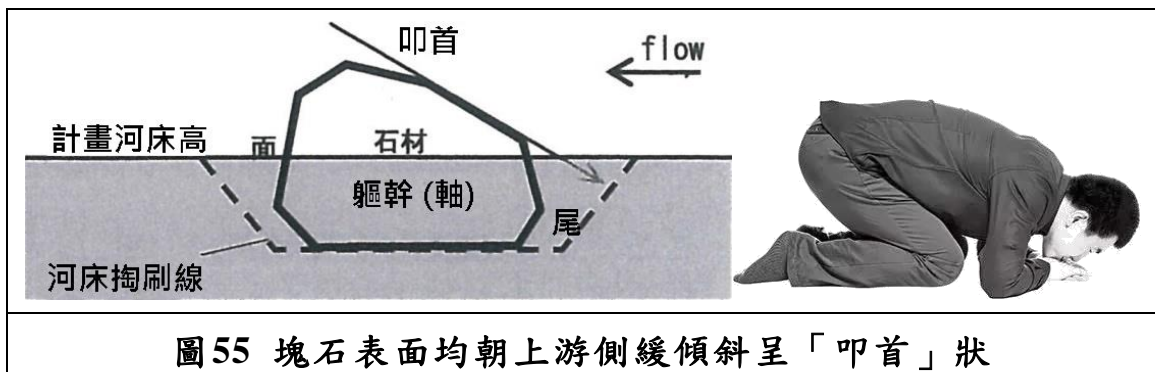 叩首
flow
計畫河床高
面
石材
軀幹 (軸)
尾
河床掏刷線
圖55 塊石表面均朝上游側緩傾斜呈「叩首」狀